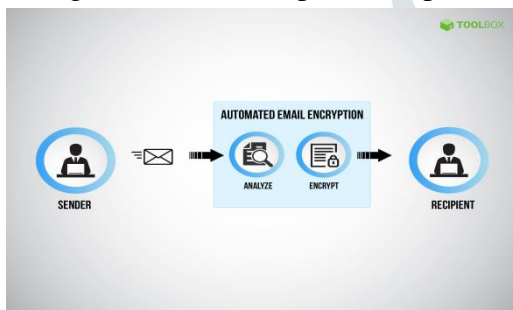 TOOLBOX
AUTOMATED EMAIL ENCRYPTION
ANALYZE
ENCRYPT
SENDER
RECIPIENT